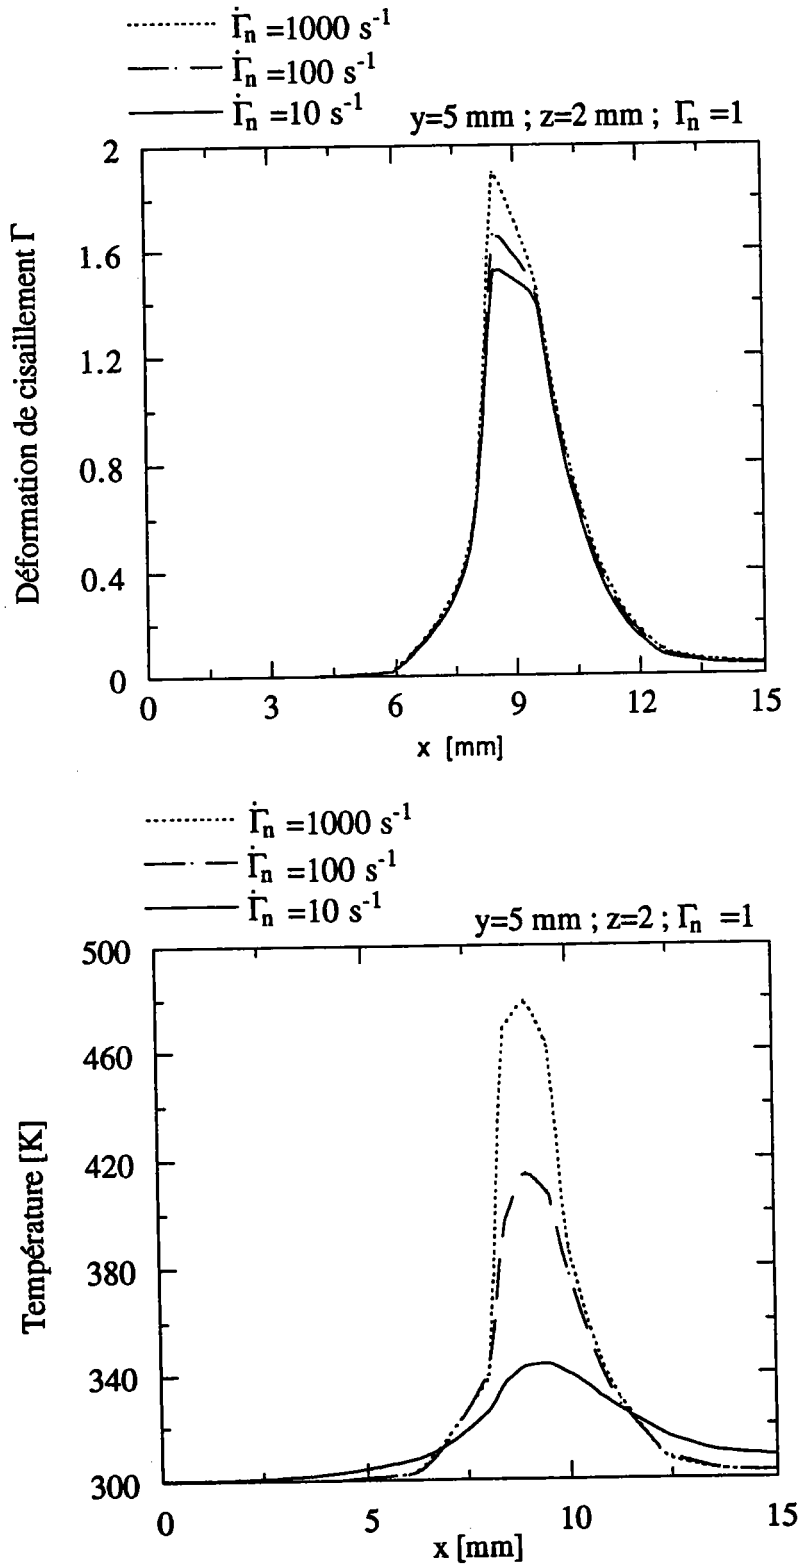 Γ̇n =1000 s-1
Γ̇n =100 s-1
Γ̇n =10 s-1
y=5 mm ; z=2 mm ; Γn =1
2
1.6
1.2
0.8
0.4
0
Déformation de cisaillement Γ
0 3 6 9 12 15
x [mm]
Γ̇n =1000 s-1
Γ̇n =100 s-1
Γ̇n =10 s-1
y=5 mm ; z=2 ; Γn =1
500
460
420
380
340
300
Température [K]
0 5 10 15
x [mm]